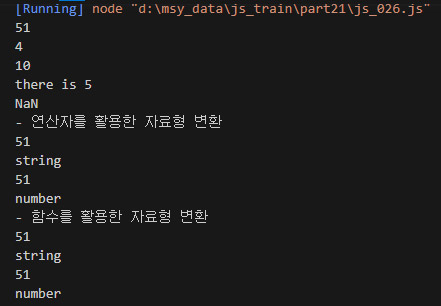 [Running] node "d:\msy_data\js_train\part21\js_026.js"
51
4
10
there is 5
NaN
- 연산자를 활용한 자료형 변환
51
string
51
number
- 함수를 활용한 자료형 변환
51
string
51
number